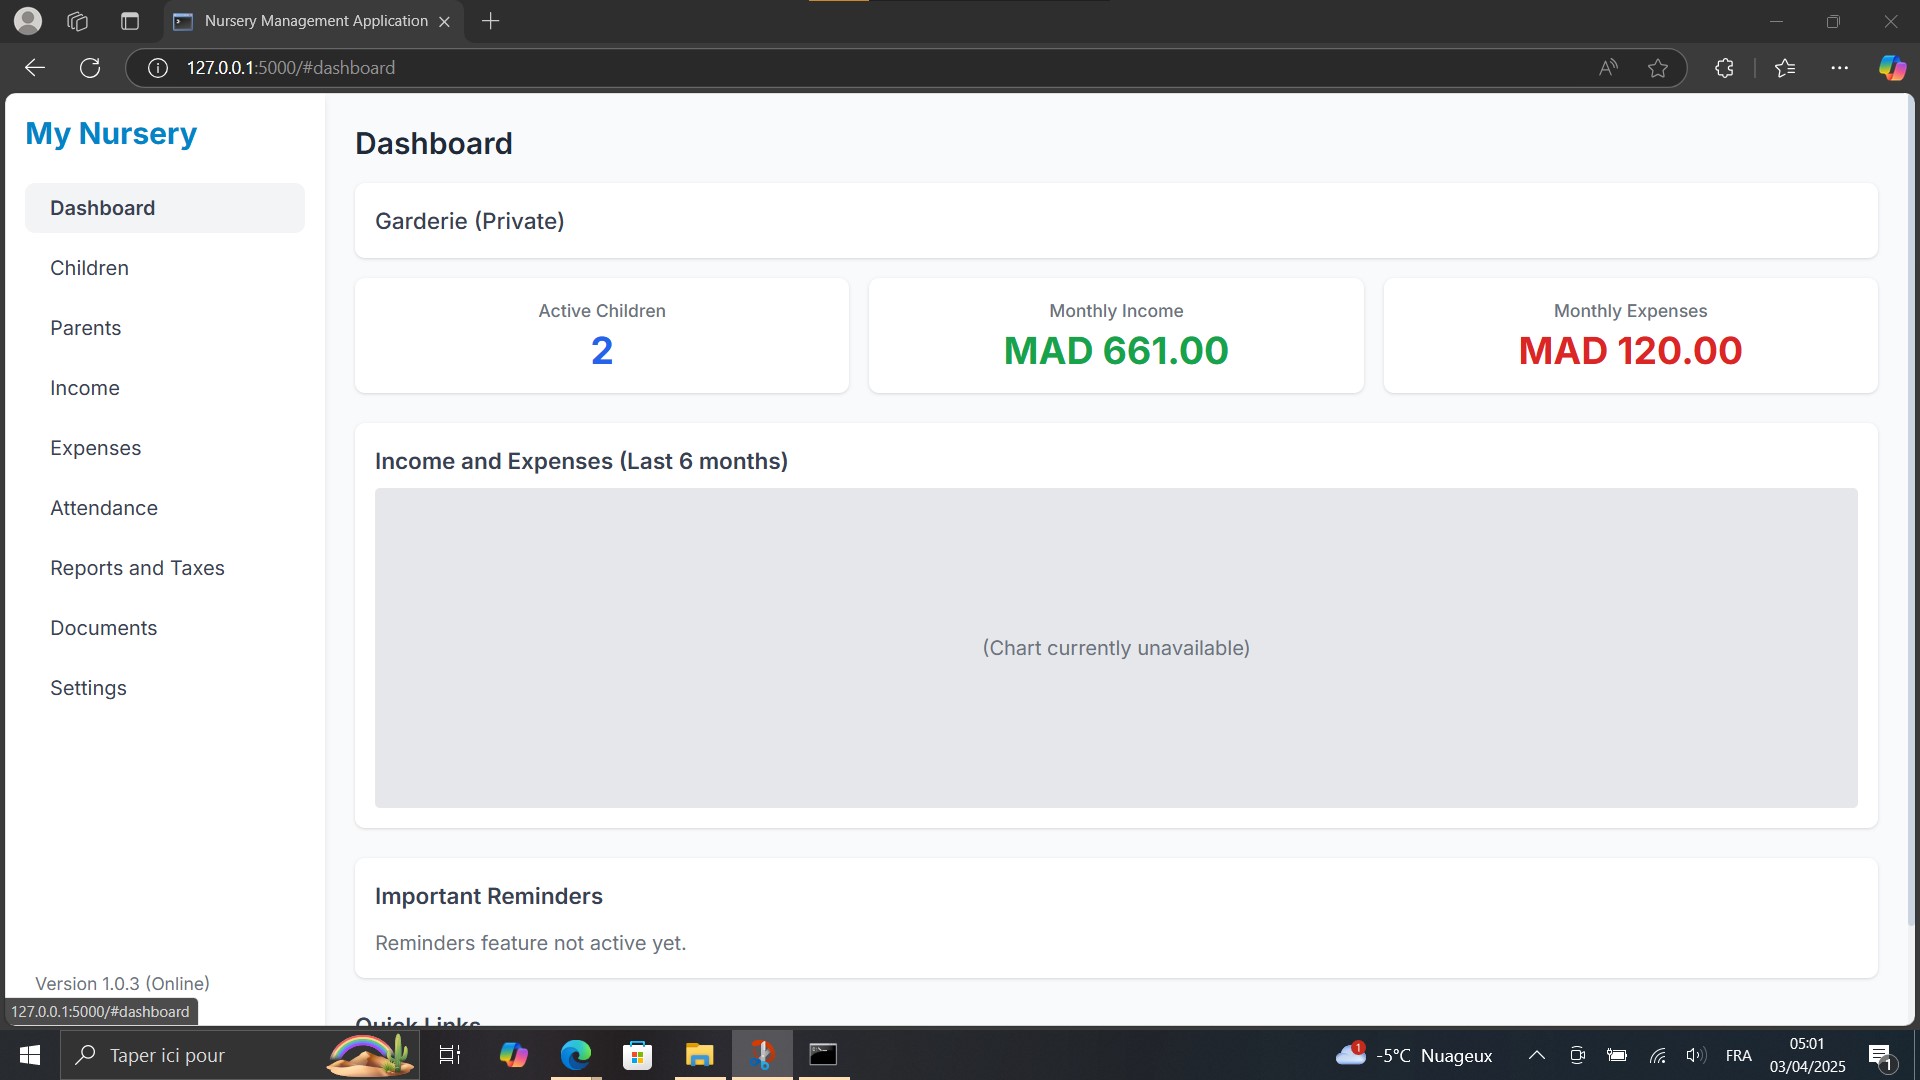 Nursery Management Application
127.0.0.1:5000/#dashboard
My Nursery
Dashboard
Children
Parents
Income
Expenses
Attendance
Reports and Taxes
Documents
Settings
Version 1.0.3 (Online)
127.0.0.1:5000/#dashboard
Dashboard
Garderie (Private)
Active Children
2
Monthly Income
MAD 661.00
Monthly Expenses
MAD 120.00
Income and Expenses (Last 6 months)
(Chart currently unavailable)
Important Reminders
Reminders feature not active yet.
Quick Links
Taper ici pour
1
-5°C Nuageux
FRA
05:01
03/04/2025
1